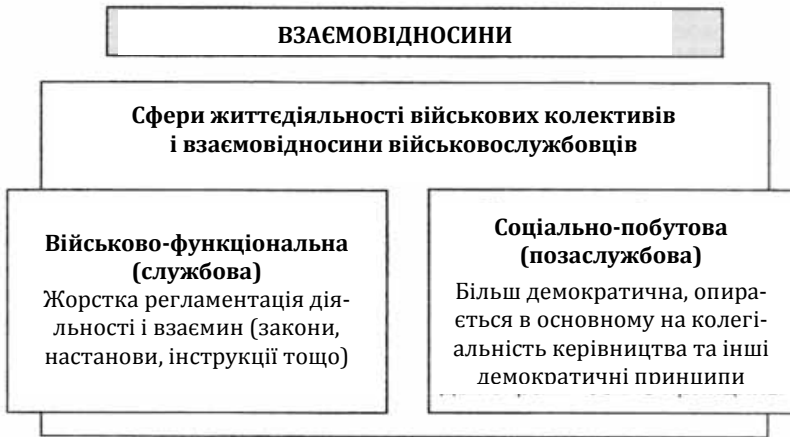 ВЗАЄМОВІДНОСИНИ
Сфери життєдіяльності військових колективів
і взаємовідносини військовослужбовців
Військово-функціональна
(службова)
Жорстка регламентація дія-
льності і взаємин (закони,
настанови, інструкції тощо)
Соціально-побутова
(позаслужбова)
Більш демократична, опира-
ється в основному на колегі-
альність керівництва та інші
демократичні принципи